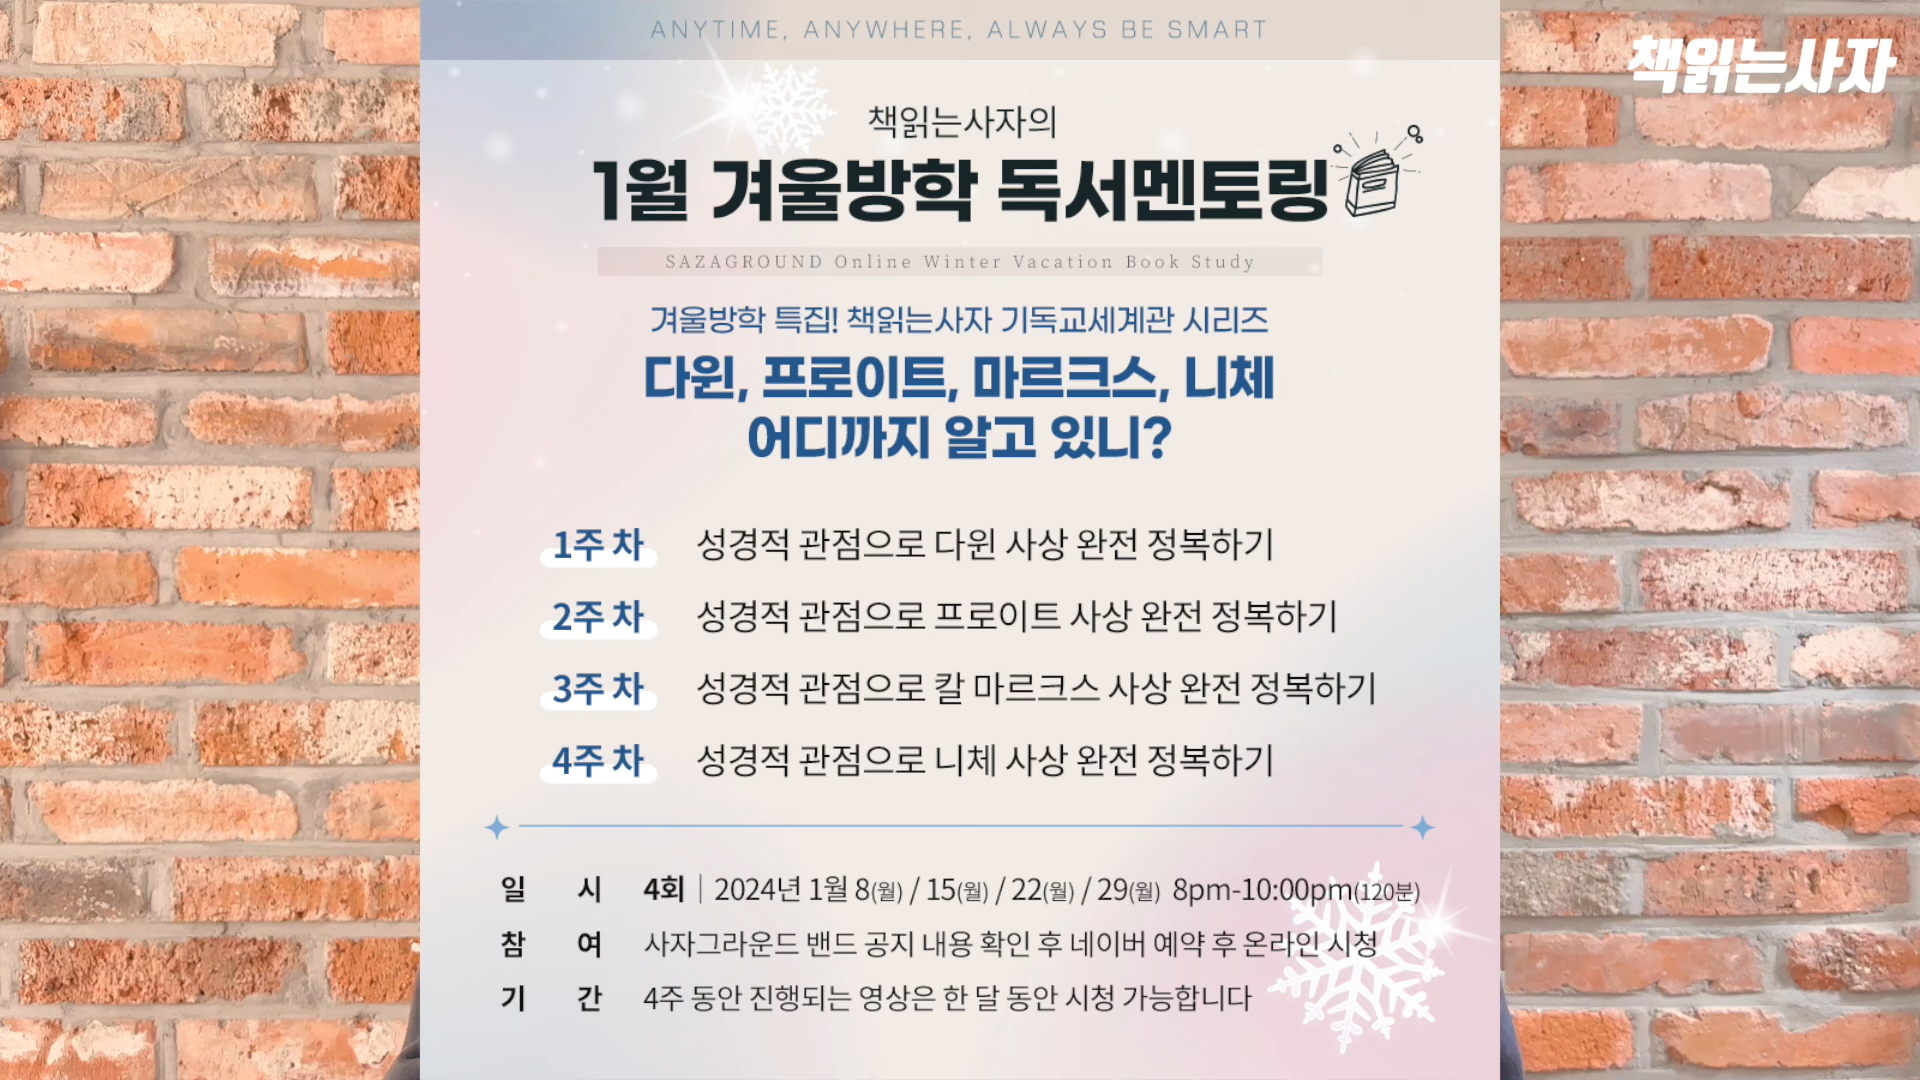 ANYTIME, ANYWHERE, ALWAYS BE SMART
책읽는사자
책읽는사자의
1월 겨울방학 독서멘토링
SAZAGROUND Online Winter Vacation Book Study
겨울방학 특집! 책읽는사자 기독교세계관 시리즈
다윈, 프로이트, 마르크스, 니체
어디까지 알고 있니?
1주 차 성경적 관점으로 다윈 사상 완전 정복하기
2주 차 성경적 관점으로 프로이트 사상 완전 정복하기
3주 차 성경적 관점으로 칼 마르크스 사상 완전 정복하기
4주 차 성경적 관점으로 니체 사상 완전 정복하기
일 시 4회 | 2024년 1월 8(월) / 15(월) / 22(월) / 29(월) 8pm-10:00pm(120분)
참 여 사자그라운드 밴드 공지 내용 확인 후 네이버 예약 후 온라인 시청
기 간 4주 동안 진행되는 영상은 한 달 동안 시청 가능합니다